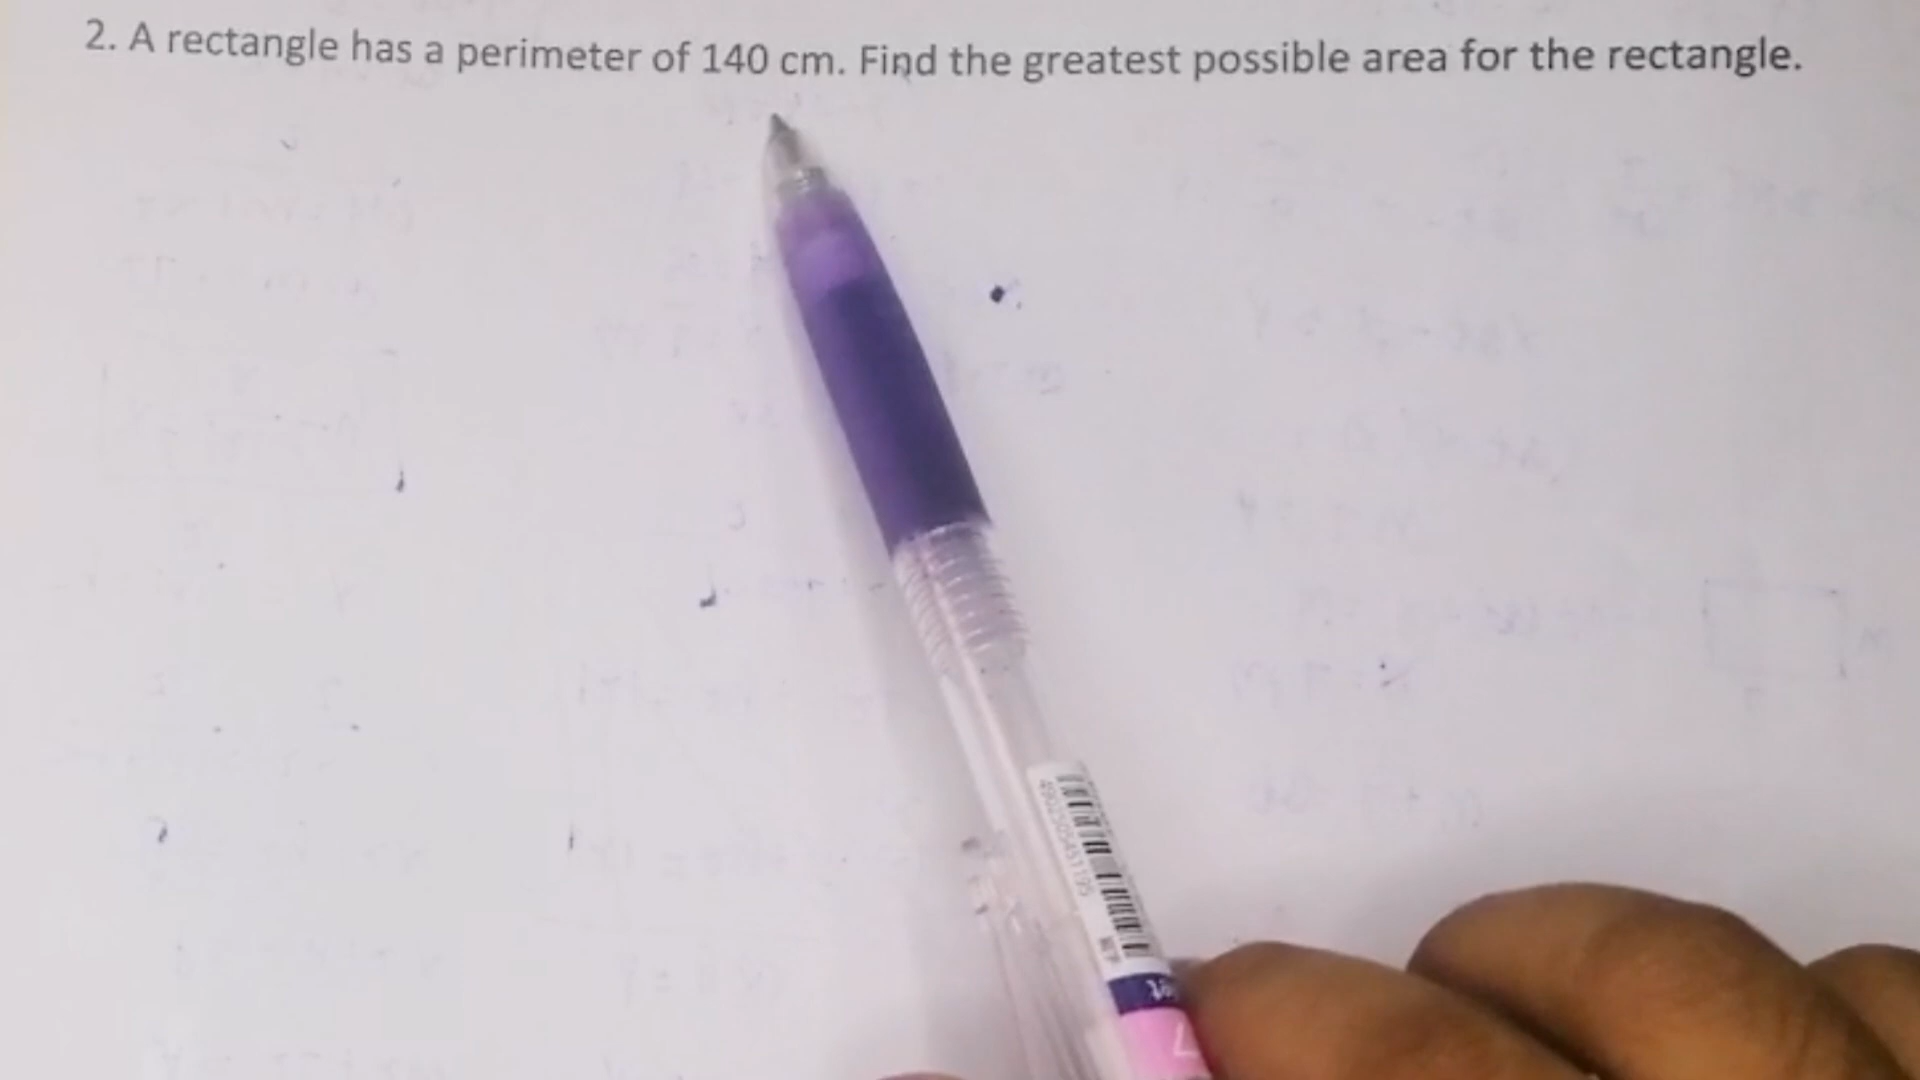 2. A rectangle has a perimeter of 140 cm. Find the greatest possible area for the rectangle.